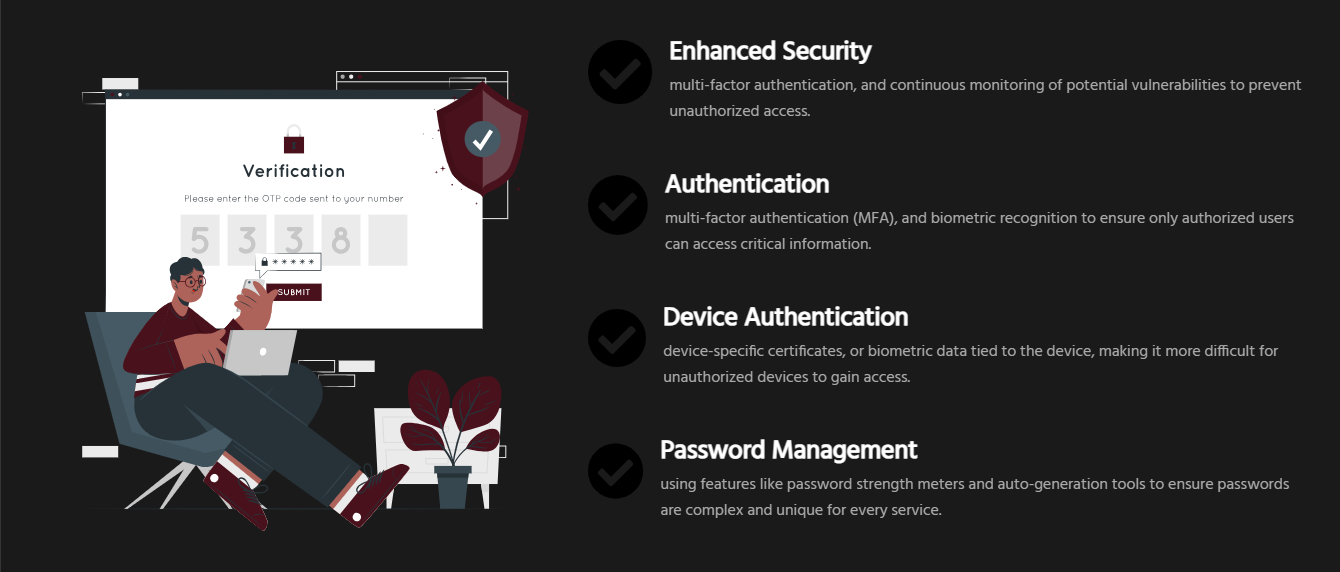 Verification
Please enter the OTP code sent to your number
5 3 3 8
*****
SUBMIT
Enhanced Security
multi-factor authentication, and continuous monitoring of potential vulnerabilities to prevent
unauthorized access.
Authentication
multi-factor authentication (MFA), and biometric recognition to ensure only authorized users
can access critical information.
Device Authentication
device-specific certificates, or biometric data tied to the device, making it more difficult for
unauthorized devices to gain access.
Password Management
using features like password strength meters and auto-generation tools to ensure passwords
are complex and unique for every service.